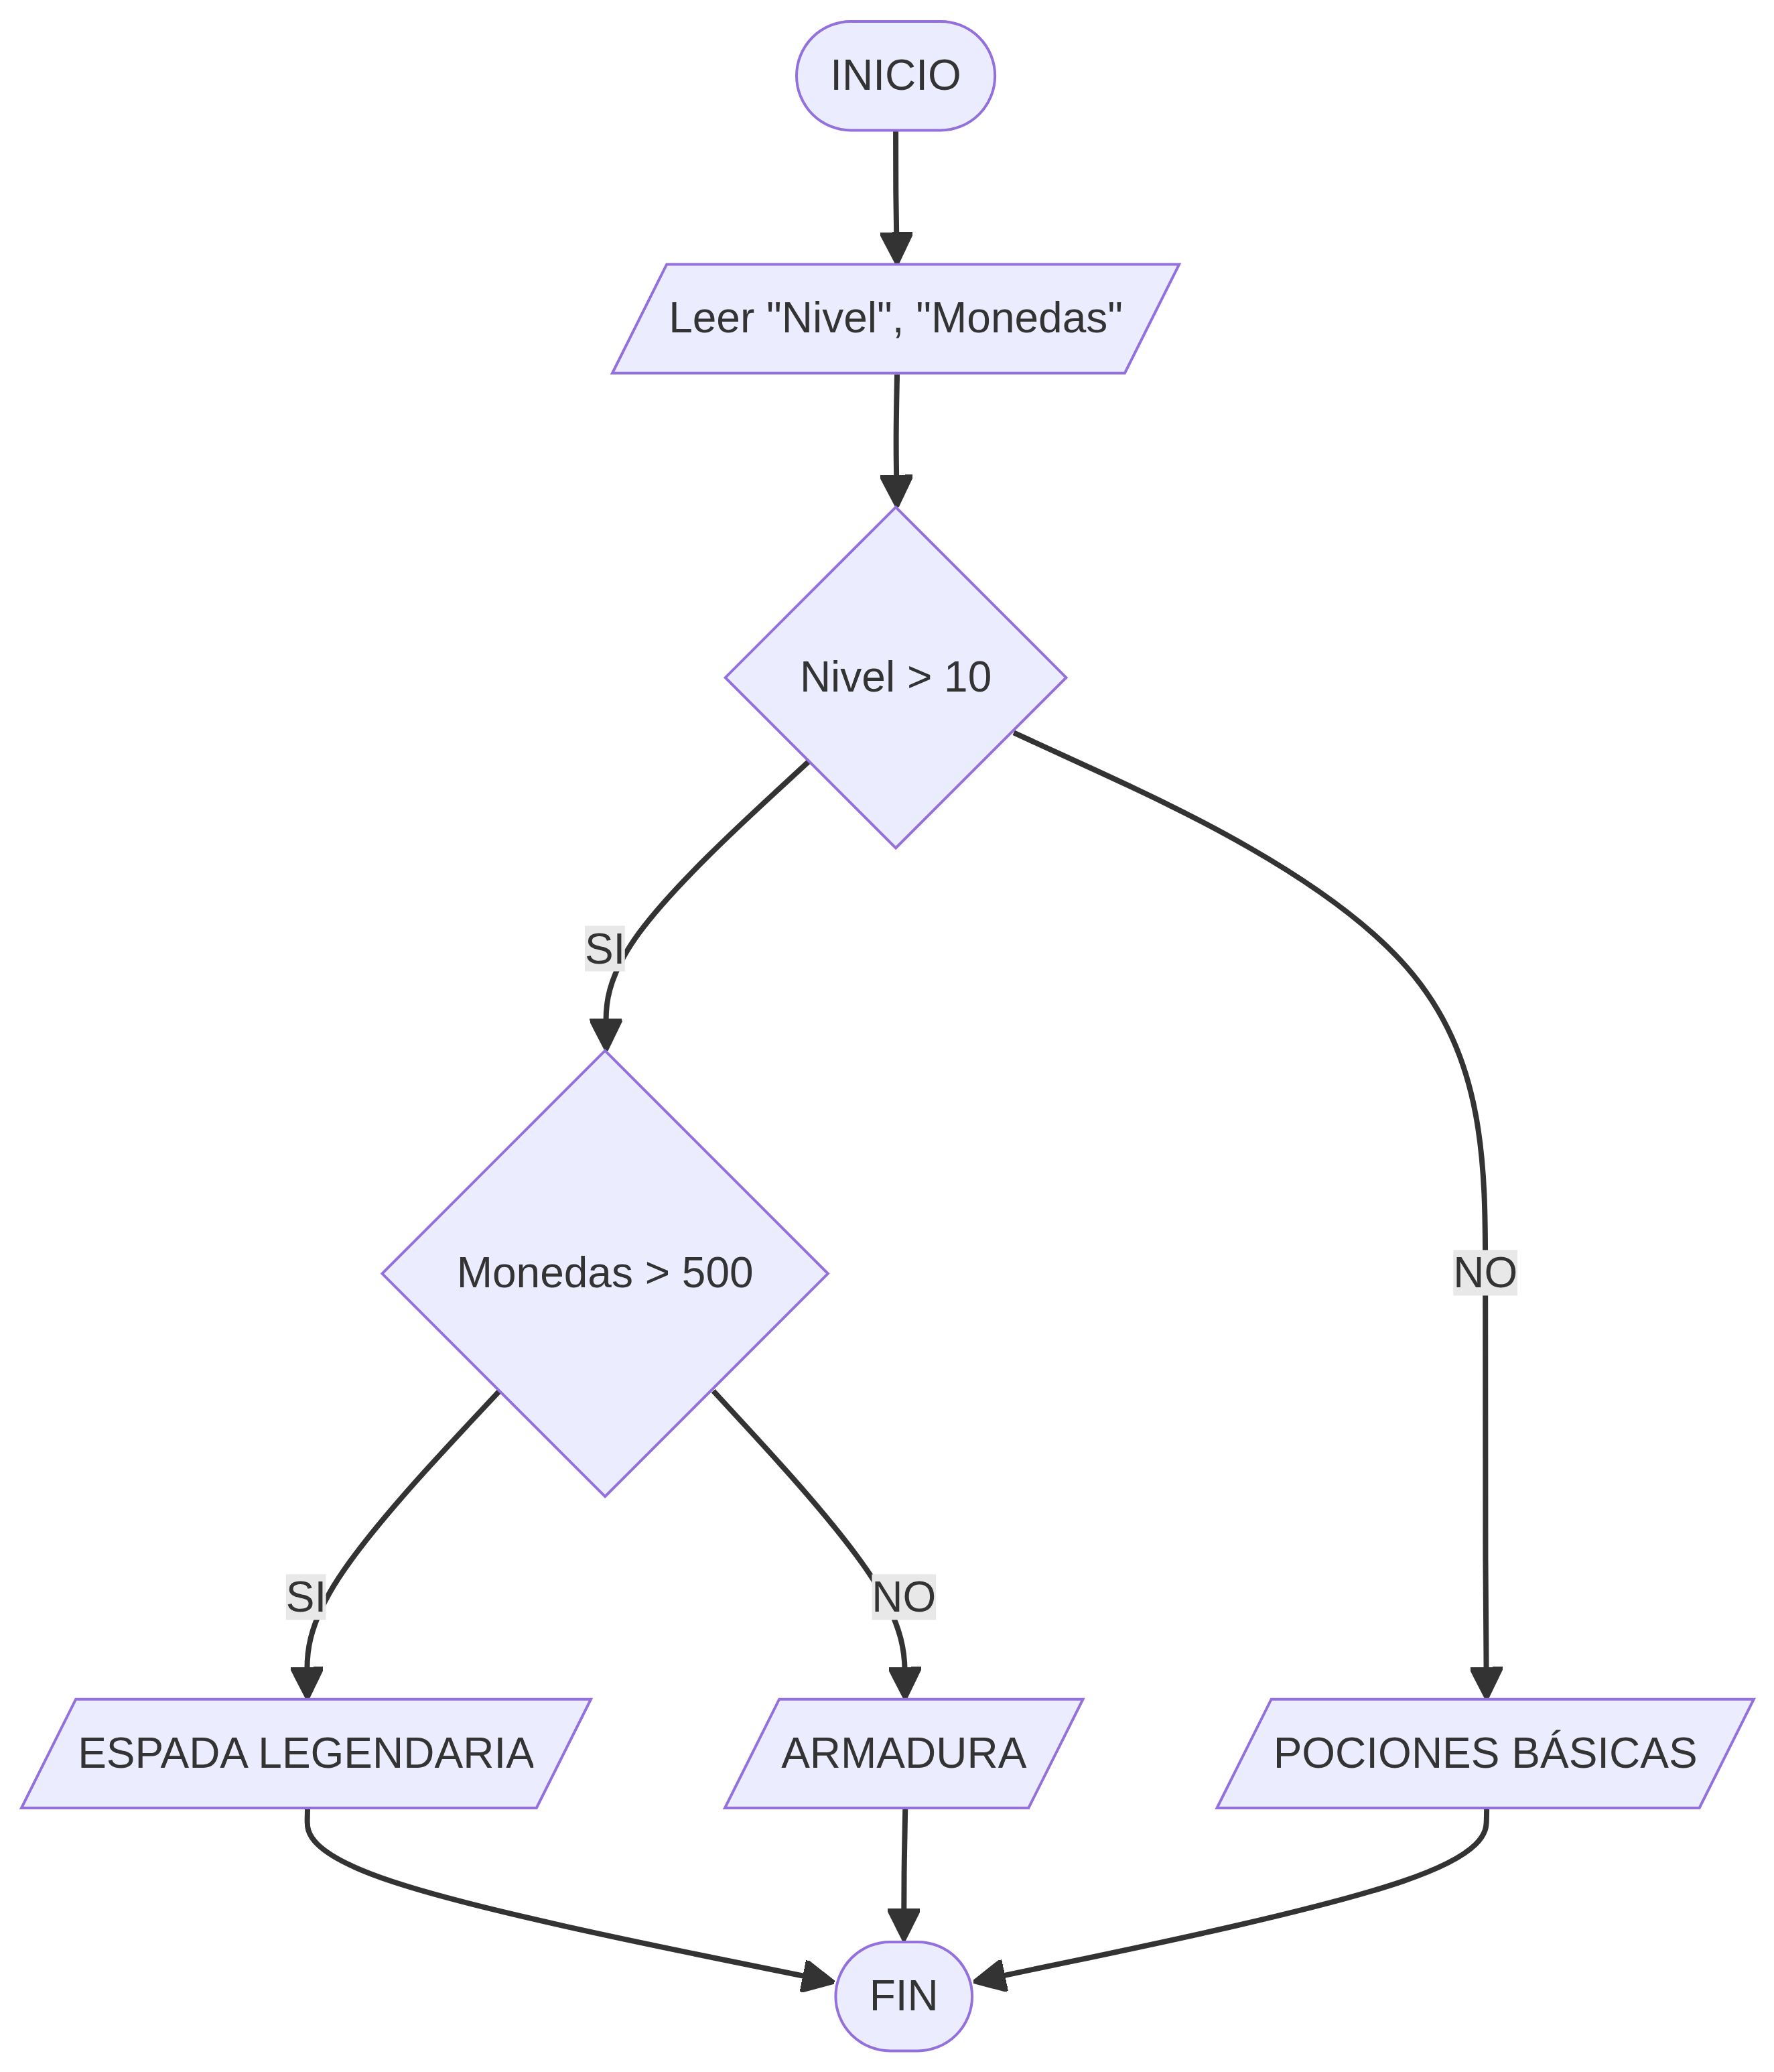 INICIO
Leer "Nivel", "Monedas"
Nivel > 10
SI
Monedas > 500
NO
SI
NO
ESPADA LEGENDARIA
ARMADURA
POCIONES BÁSICAS
FIN